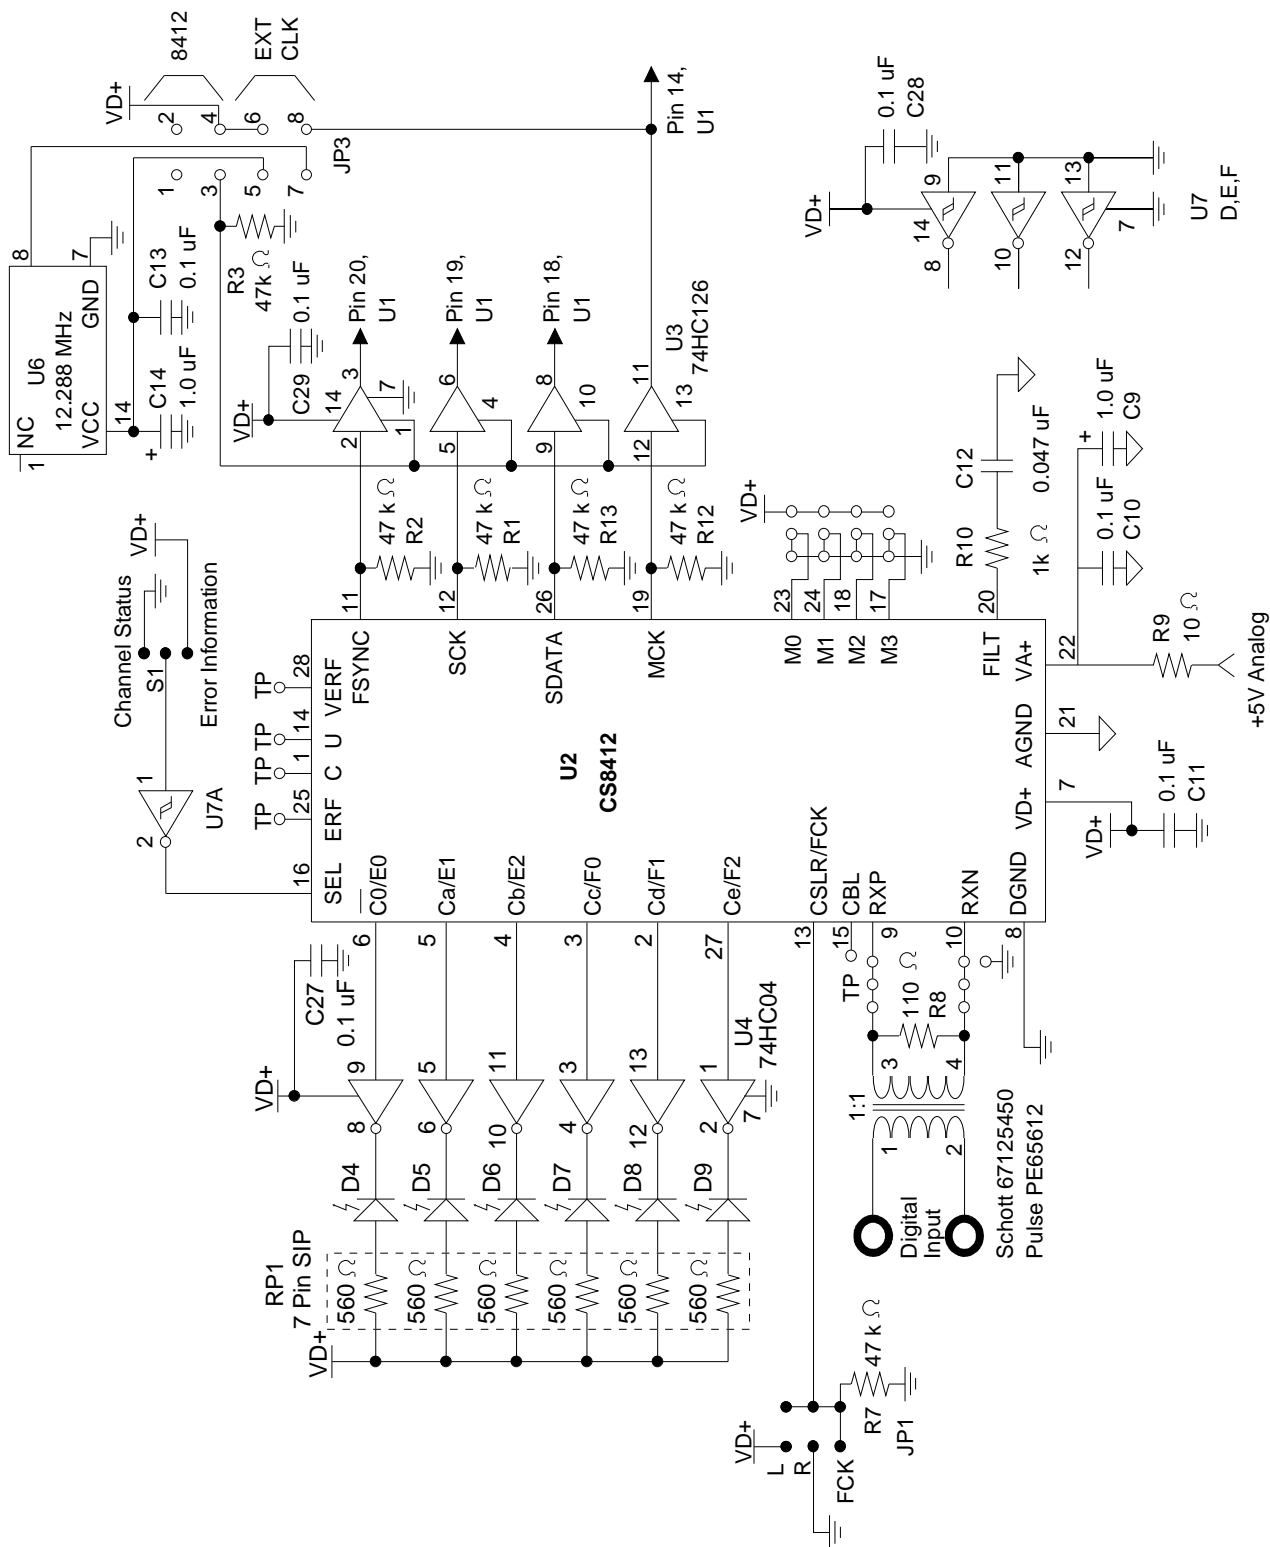 1
NC
8
U6
12.288 MHz
VCC
GND
14
7
C14
1.0 uF
+
C13
0.1 uF
VD+
8412
EXT
CLK
2
4
6
8
1
3
5
7
JP3
R3
47k Ω
VD+
C29
0.1 uF
14
2
3
7
1
Pin 20,
U1
5
6
4
Pin 19,
U1
9
8
10
Pin 18,
U1
12
11
13
U3
74HC126
Pin 14,
U1
47 k Ω
R2
47 k Ω
R1
47 k Ω
R13
47 k Ω
R12
VD+
0.1 uF
C28
14
9
8
11
10
13
12
7
U7
D,E,F
Channel Status
S1
Error Information
VD+
1
2
U7A
TP
TP
TP
TP
16
25
1
14
28
SEL
ERF
C
U
VERF
11
FSYNC
12
SCK
26
SDATA
19
MCK
VD+
23
24
18
17
M0
M1
M2
M3
20
FILT
R10
1k Ω
C12
0.047 uF
U2
CS8412
22
VA+
0.1 uF
C10
+
1.0 uF
C9
R9
10 Ω
+5V Analog
21
AGND
7
VD+
VD+
0.1 uF
C11
8
DGND
C0/E0
Ca/E1
Cb/E2
Cc/F0
Cd/F1
Ce/F2
6
5
4
3
2
27
CSLR/FCK
13
CBL
15
TP
RXP
9
RXN
10
C27
0.1 uF
VD+
9
8
5
6
11
10
3
4
13
12
1
2
7
U4
74HC04
D4
D5
D6
D7
D8
D9
RP1
7 Pin SIP
560 Ω
560 Ω
560 Ω
560 Ω
560 Ω
560 Ω
VD+
110 Ω
R8
3
4
1:1
1
2
Digital
Input
Schott 67125450
Pulse PE65612
VD+
L
R
FCK
R7
47 k Ω
JP1